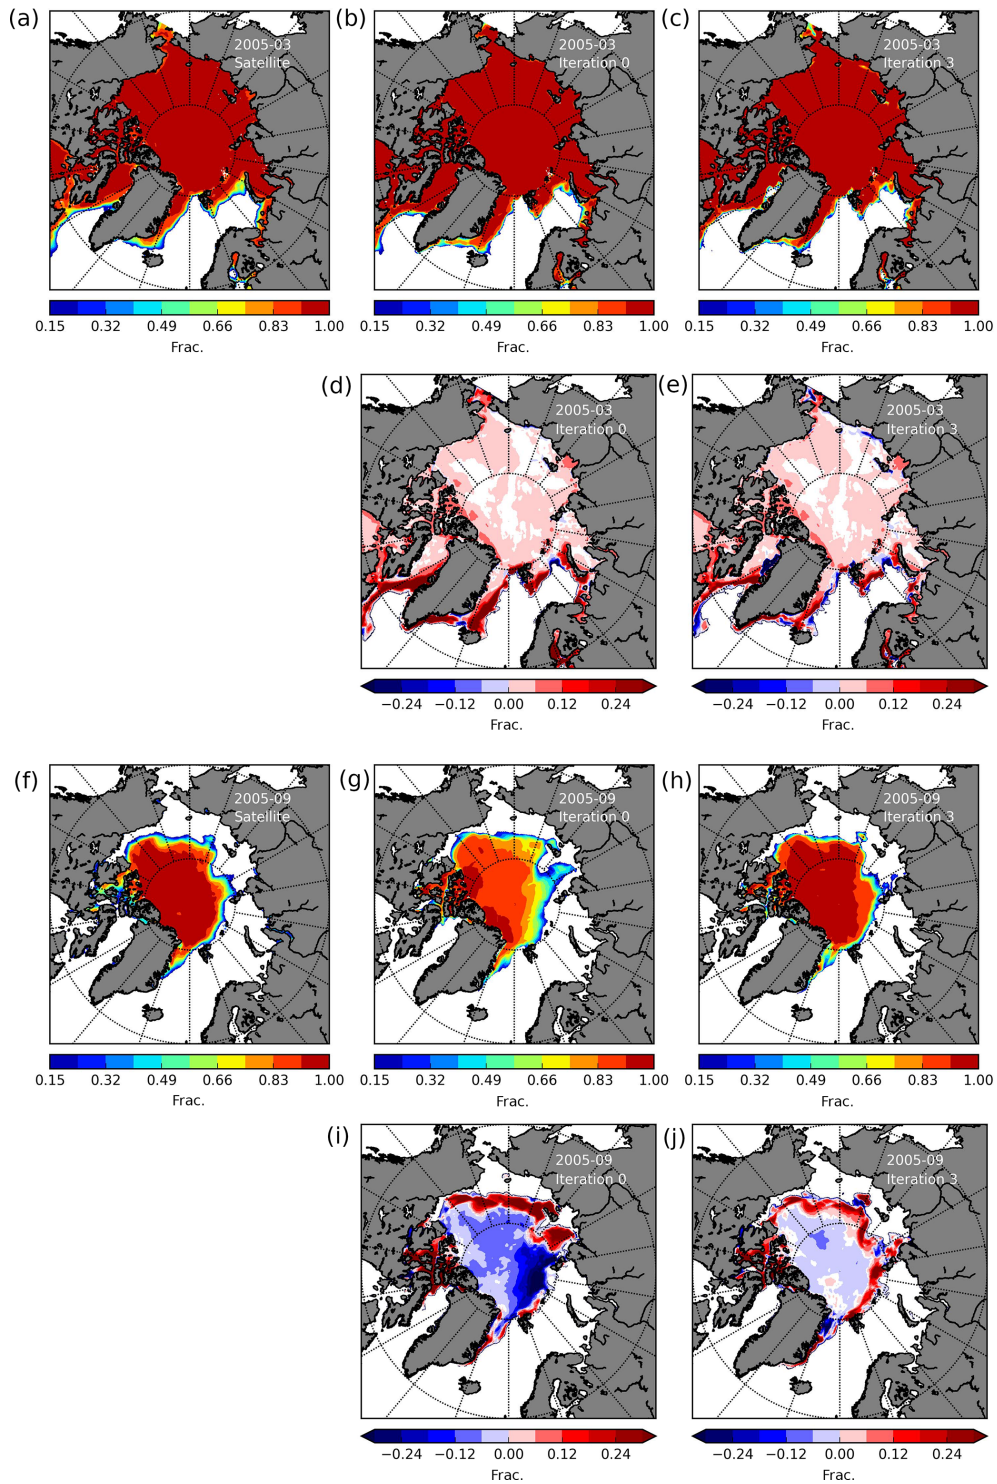 (a)
2005-03
Satellite
0.15 0.32 0.49 0.66 0.83 1.00
Frac.
(b)
2005-03
Iteration 0
0.15 0.32 0.49 0.66 0.83 1.00
Frac.
(c)
2005-03
Iteration 3
0.15 0.32 0.49 0.66 0.83 1.00
Frac.
(d)
2005-03
Iteration 0
−0.24 −0.12 0.00 0.12 0.24
Frac.
(e)
2005-03
Iteration 3
−0.24 −0.12 0.00 0.12 0.24
Frac.
(f)
2005-09
Satellite
0.15 0.32 0.49 0.66 0.83 1.00
Frac.
(g)
2005-09
Iteration 0
0.15 0.32 0.49 0.66 0.83 1.00
Frac.
(h)
2005-09
Iteration 3
0.15 0.32 0.49 0.66 0.83 1.00
Frac.
(i)
2005-09
Iteration 0
−0.24 −0.12 0.00 0.12 0.24
Frac.
(j)
2005-09
Iteration 3
−0.24 −0.12 0.00 0.12 0.24
Frac.